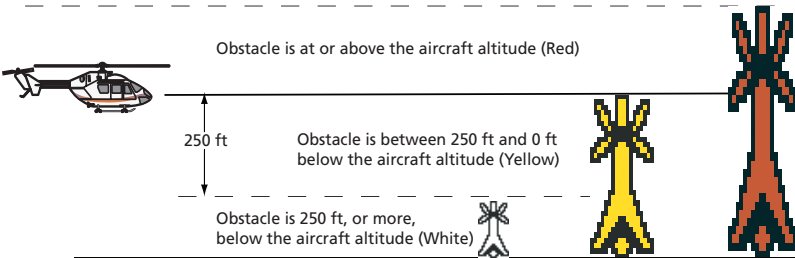 Obstacle is at or above the aircraft altitude (Red)
250 ft
Obstacle is between 250 ft and 0 ft
below the aircraft altitude (Yellow)
Obstacle is 250 ft, or more,
below the aircraft altitude (White)